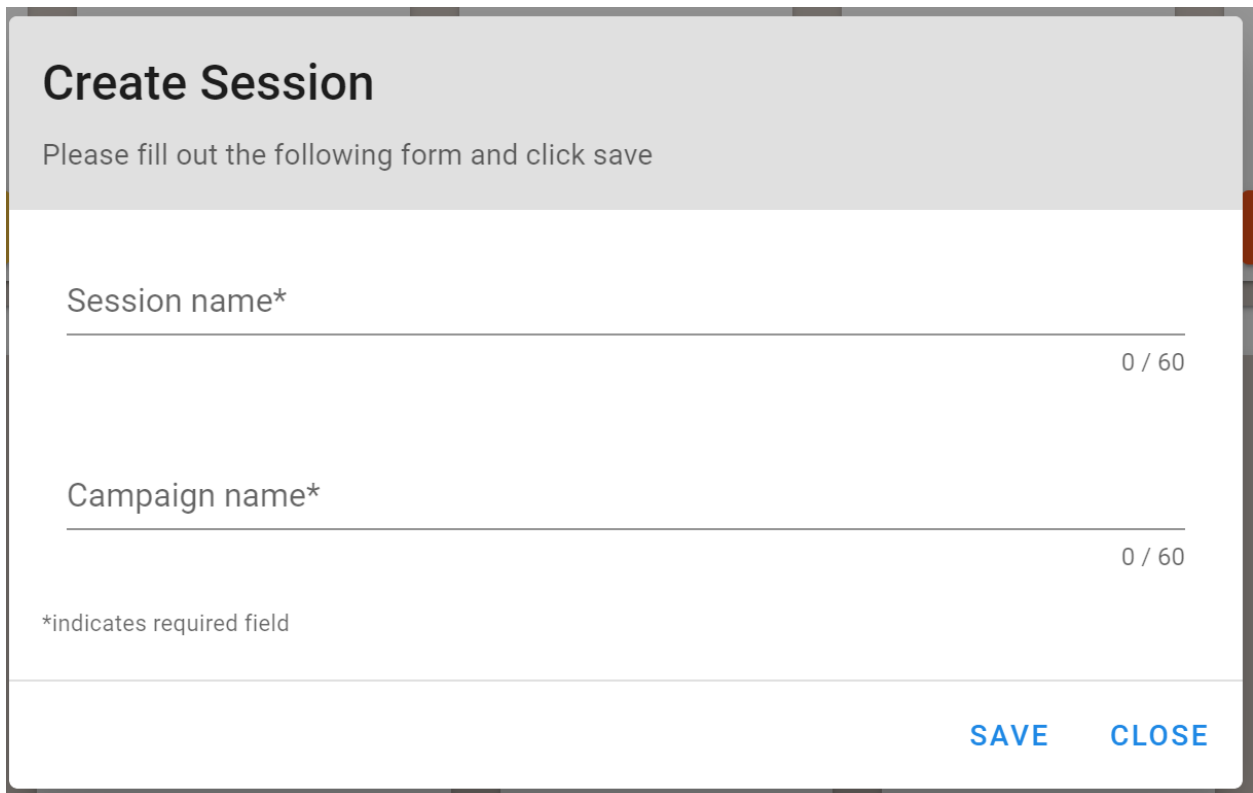 Create Session
Please fill out the following form and click save
Session name*
0 / 60
Campaign name*
0 / 60
*indicates required field
SAVE CLOSE